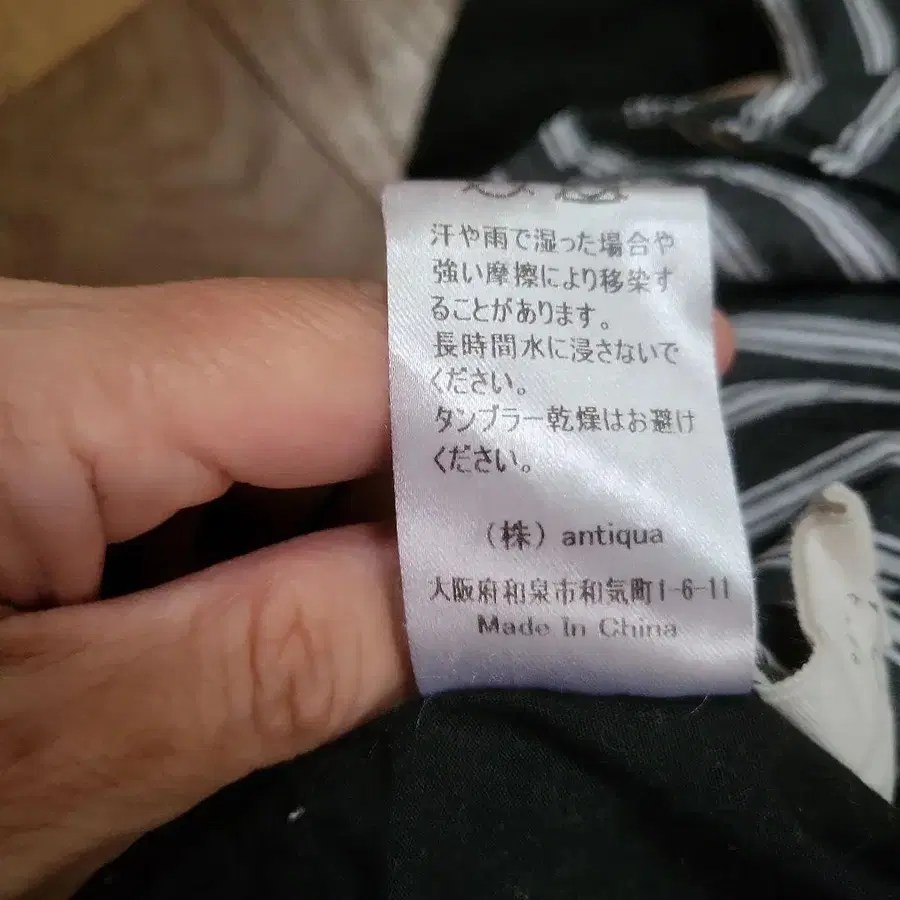 汗や雨で湿った場合や
強い摩擦により移染す
ることがあります。
長時間水に浸さないで
ください。
タンブラー乾燥はお避け
ください。
（株）antiqua
大阪府和泉市和気町1-6-11
Made In China